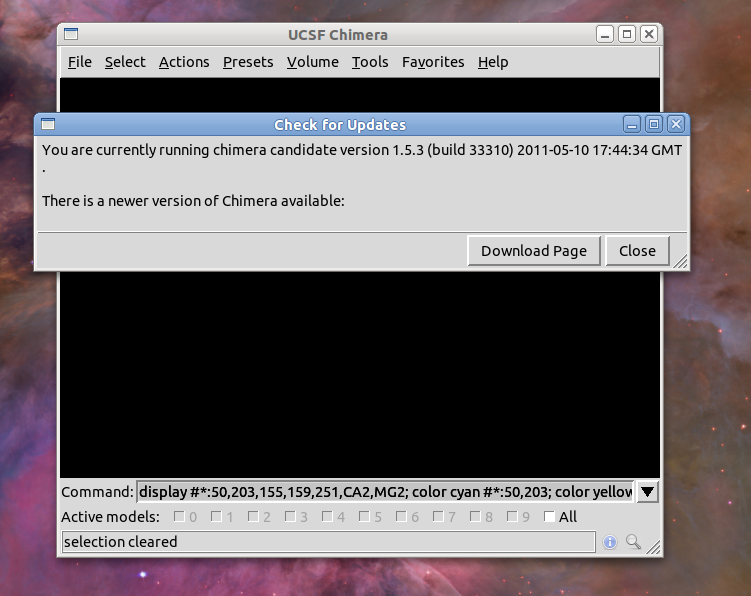 UCSF Chimera
File Select Actions Presets Volume Tools Favorites Help
Check for Updates
You are currently running chimera candidate version 1.5.3 (build 33310) 2011-05-10 17:44:34 GMT
.
There is a newer version of Chimera available:
Download Page Close
Command: display #*:50,203,155,159,251,CA2,MG2; color cyan #*:50,203; color yellow
Active models: 0 1 2 3 4 5 6 7 8 9 All
selection cleared